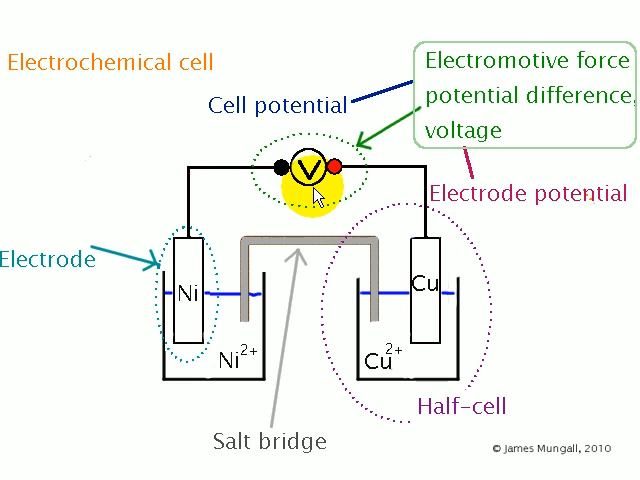 Electrochemical cell
Electromotive force
potential difference,
voltage
Cell potential
V
Electrode potential
Electrode
Ni
Cu
Ni2+
Cu2+
Half-cell
Salt bridge
© James Mungall, 2010